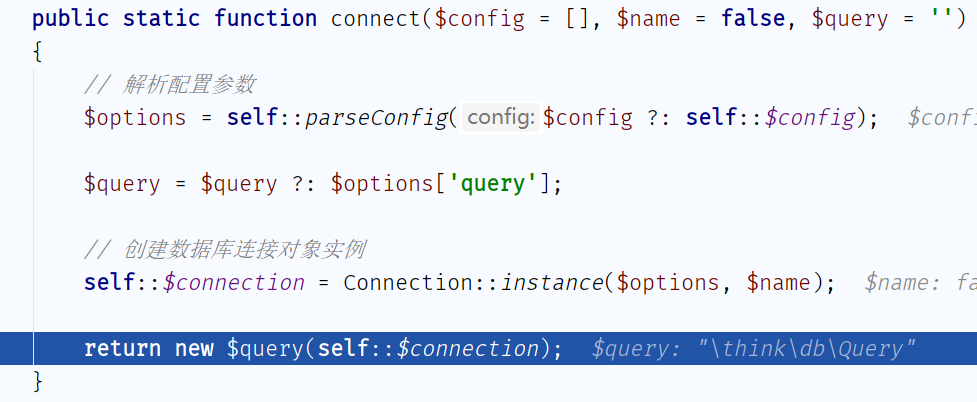 public static function connect($config = [], $name = false, $query = '')
{
// 解析配置参数
$options = self::parseConfig( config: $config ?: self::$config); $conf
$query = $query ?: $options['query'];
// 创建数据库连接对象实例
self::$connection = Connection::instance($options, $name); $name: fa
return new $query(self::$connection); $query: "\think\db\Query"
}